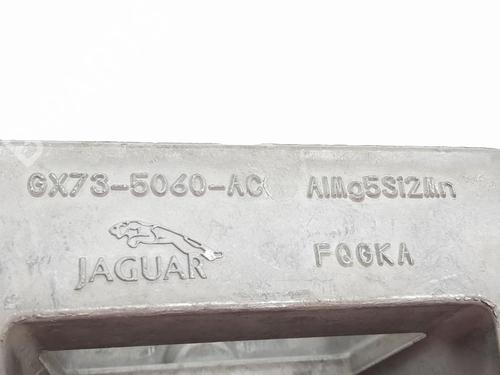 GX73-5060-AC AlMg5Si2Mn
JAGUAR FQGKA